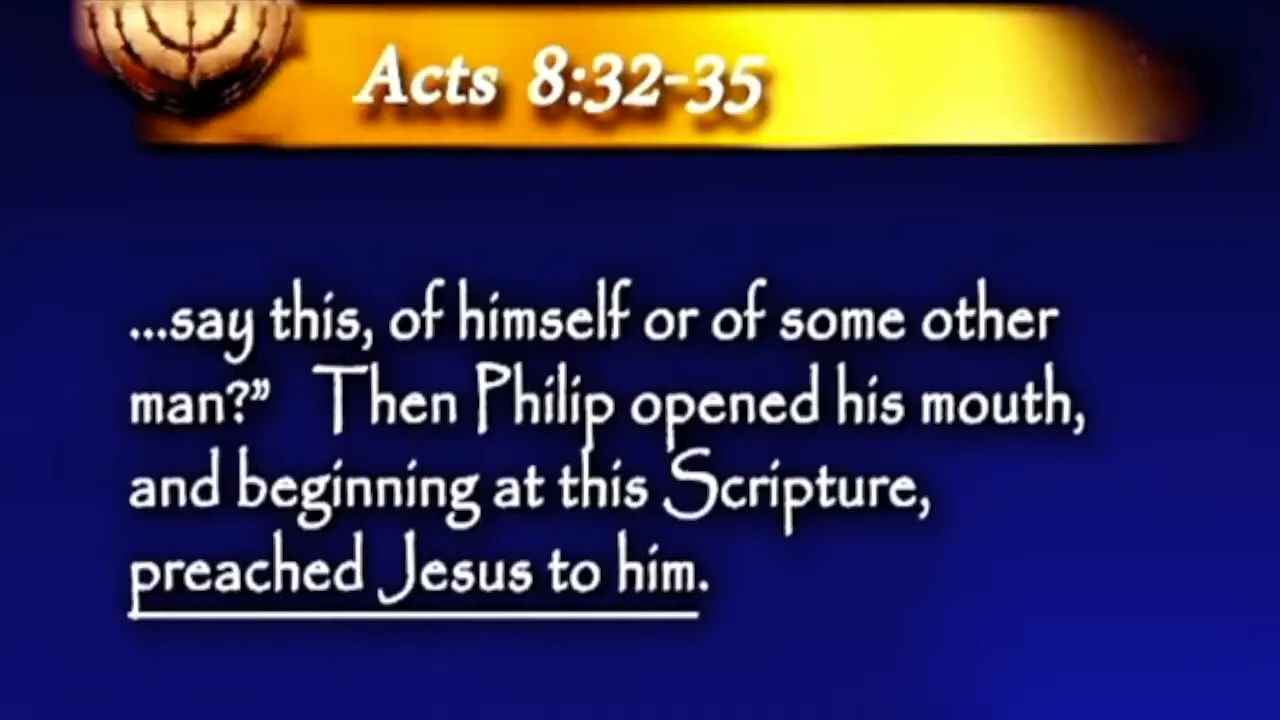 Acts 8:32-35
...say this, of himself or of some other
man?” Then Philip opened his mouth,
and beginning at this Scripture,
preached Jesus to him.